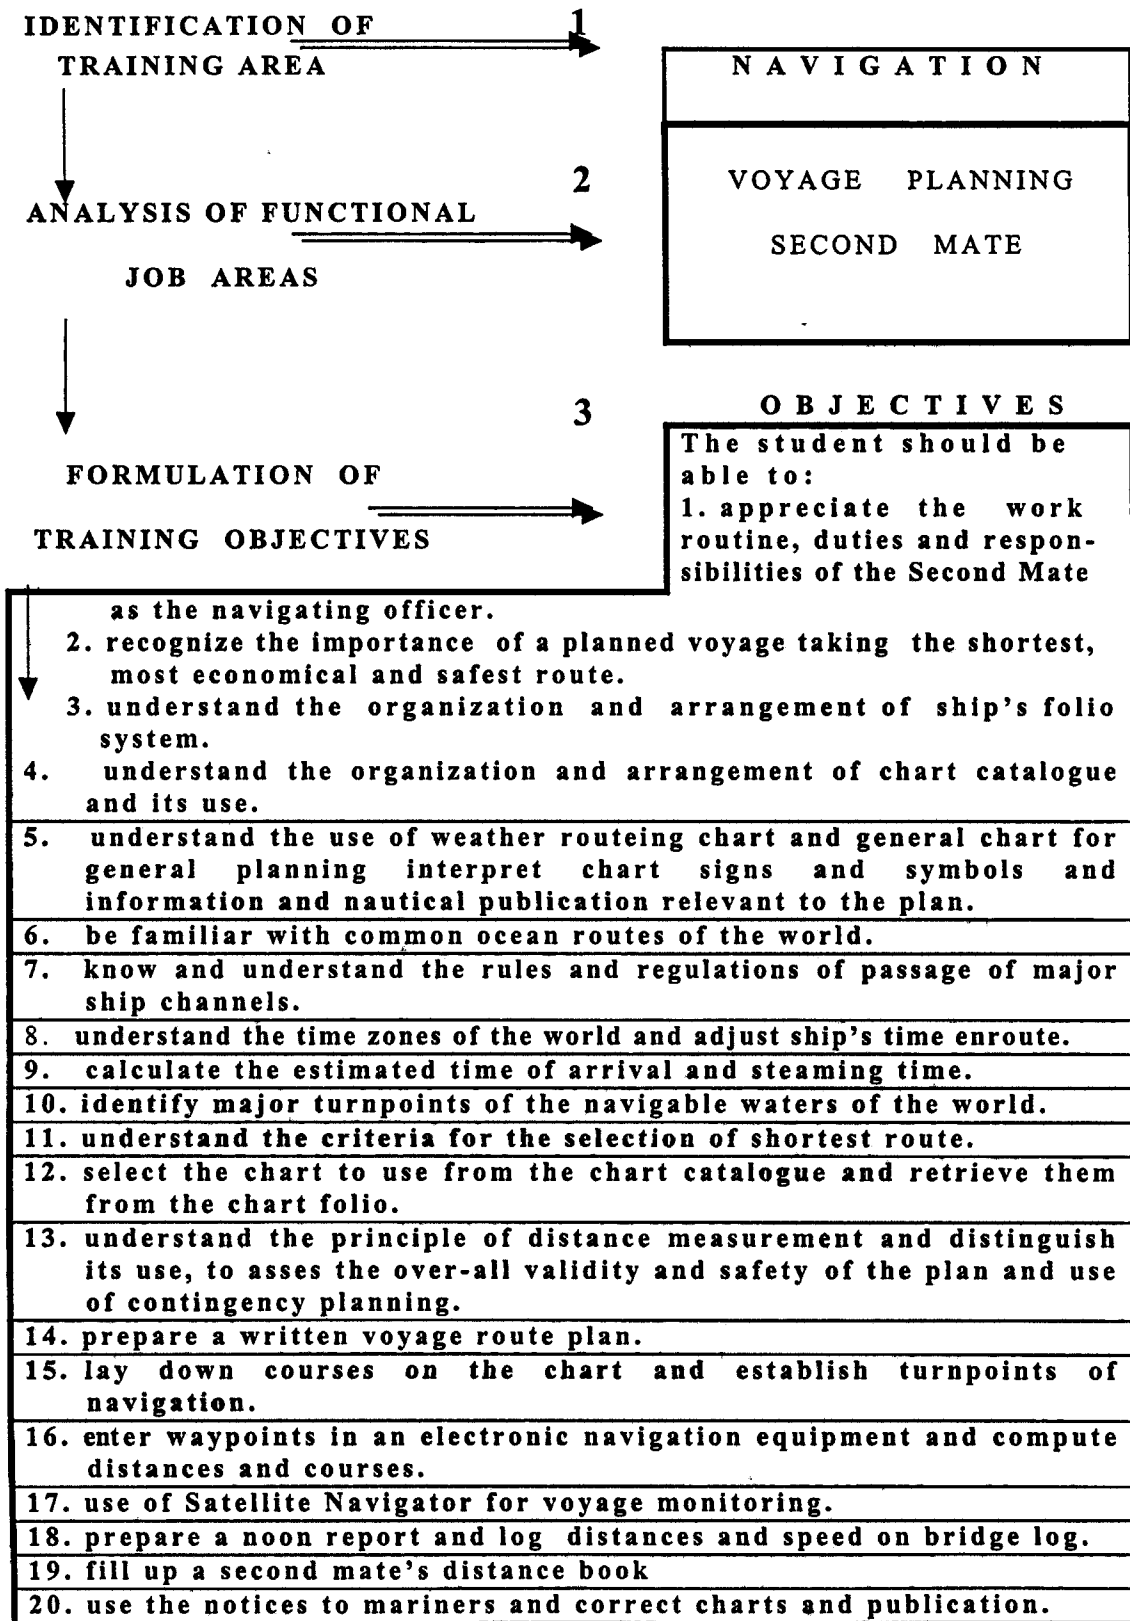 IDENTIFICATION OF
TRAINING AREA
1
NAVIGATION
ANALYSIS OF FUNCTIONAL
JOB AREAS
2
VOYAGE PLANNING
SECOND MATE
FORMULATION OF
TRAINING OBJECTIVES
3
OBJECTIVES
The student should be
able to:
1. appreciate the work
routine, duties and respon-
sibilities of the Second Mate
as the navigating officer.
2. recognize the importance of a planned voyage taking the shortest,
most economical and safest route.
3. understand the organization and arrangement of ship's folio
system.
4. understand the organization and arrangement of chart catalogue
and its use.
5. understand the use of weather routeing chart and general chart for
general planning interpret chart signs and symbols and
information and nautical publication relevant to the plan.
6. be familiar with common ocean routes of the world.
7. know and understand the rules and regulations of passage of major
ship channels.
8. understand the time zones of the world and adjust ship's time enroute.
9. calculate the estimated time of arrival and steaming time.
10. identify major turnpoints of the navigable waters of the world.
11. understand the criteria for the selection of shortest route.
12. select the chart to use from the chart catalogue and retrieve them
from the chart folio.
13. understand the principle of distance measurement and distinguish
its use, to asses the over-all validity and safety of the plan and use
of contingency planning.
14. prepare a written voyage route plan.
15. lay down courses on the chart and establish turnpoints of
navigation.
16. enter waypoints in an electronic navigation equipment and compute
distances and courses.
17. use of Satellite Navigator for voyage monitoring.
18. prepare a noon report and log distances and speed on bridge log.
19. fill up a second mate's distance book
20. use the notices to mariners and correct charts and publication.